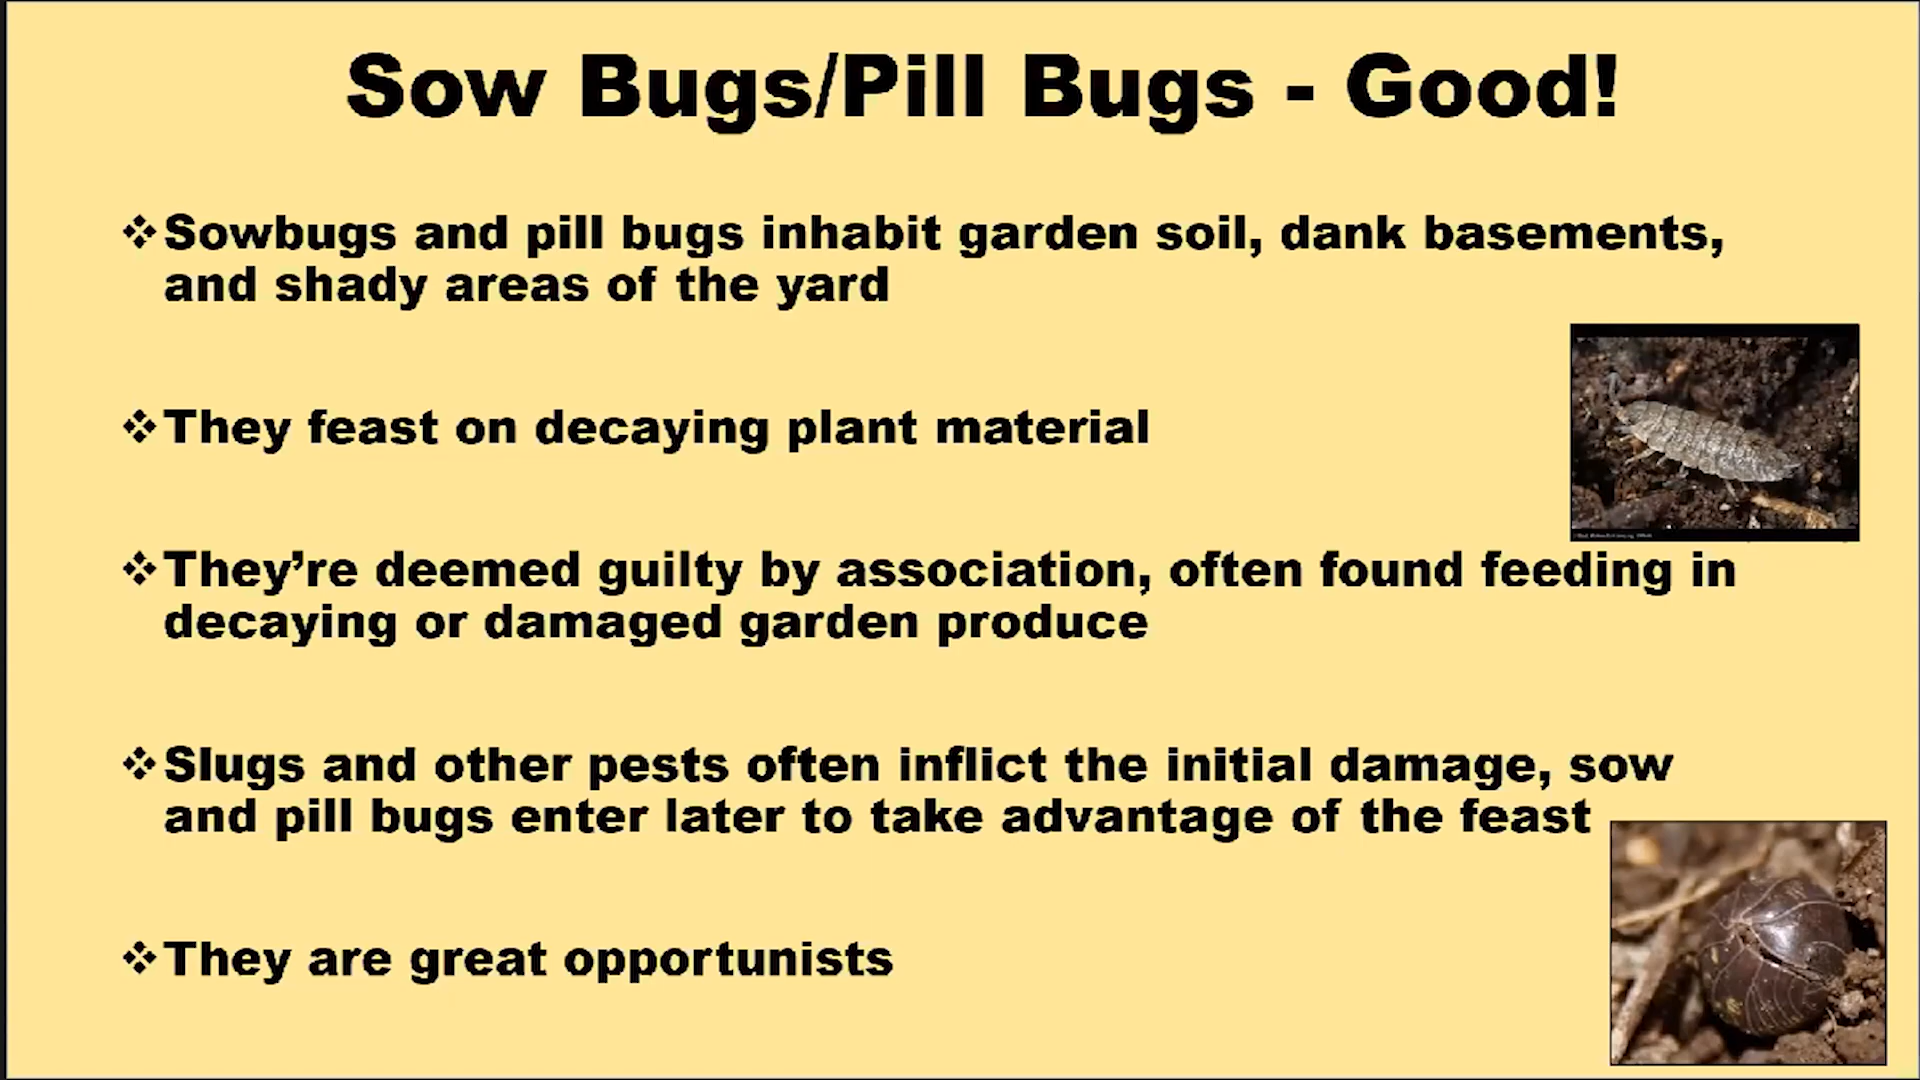 Sow Bugs/Pill Bugs - Good!
❖Sowbugs and pill bugs inhabit garden soil, dank basements,
and shady areas of the yard
❖They feast on decaying plant material
❖They’re deemed guilty by association, often found feeding in
decaying or damaged garden produce
❖Slugs and other pests often inflict the initial damage, sow
and pill bugs enter later to take advantage of the feast
❖They are great opportunists